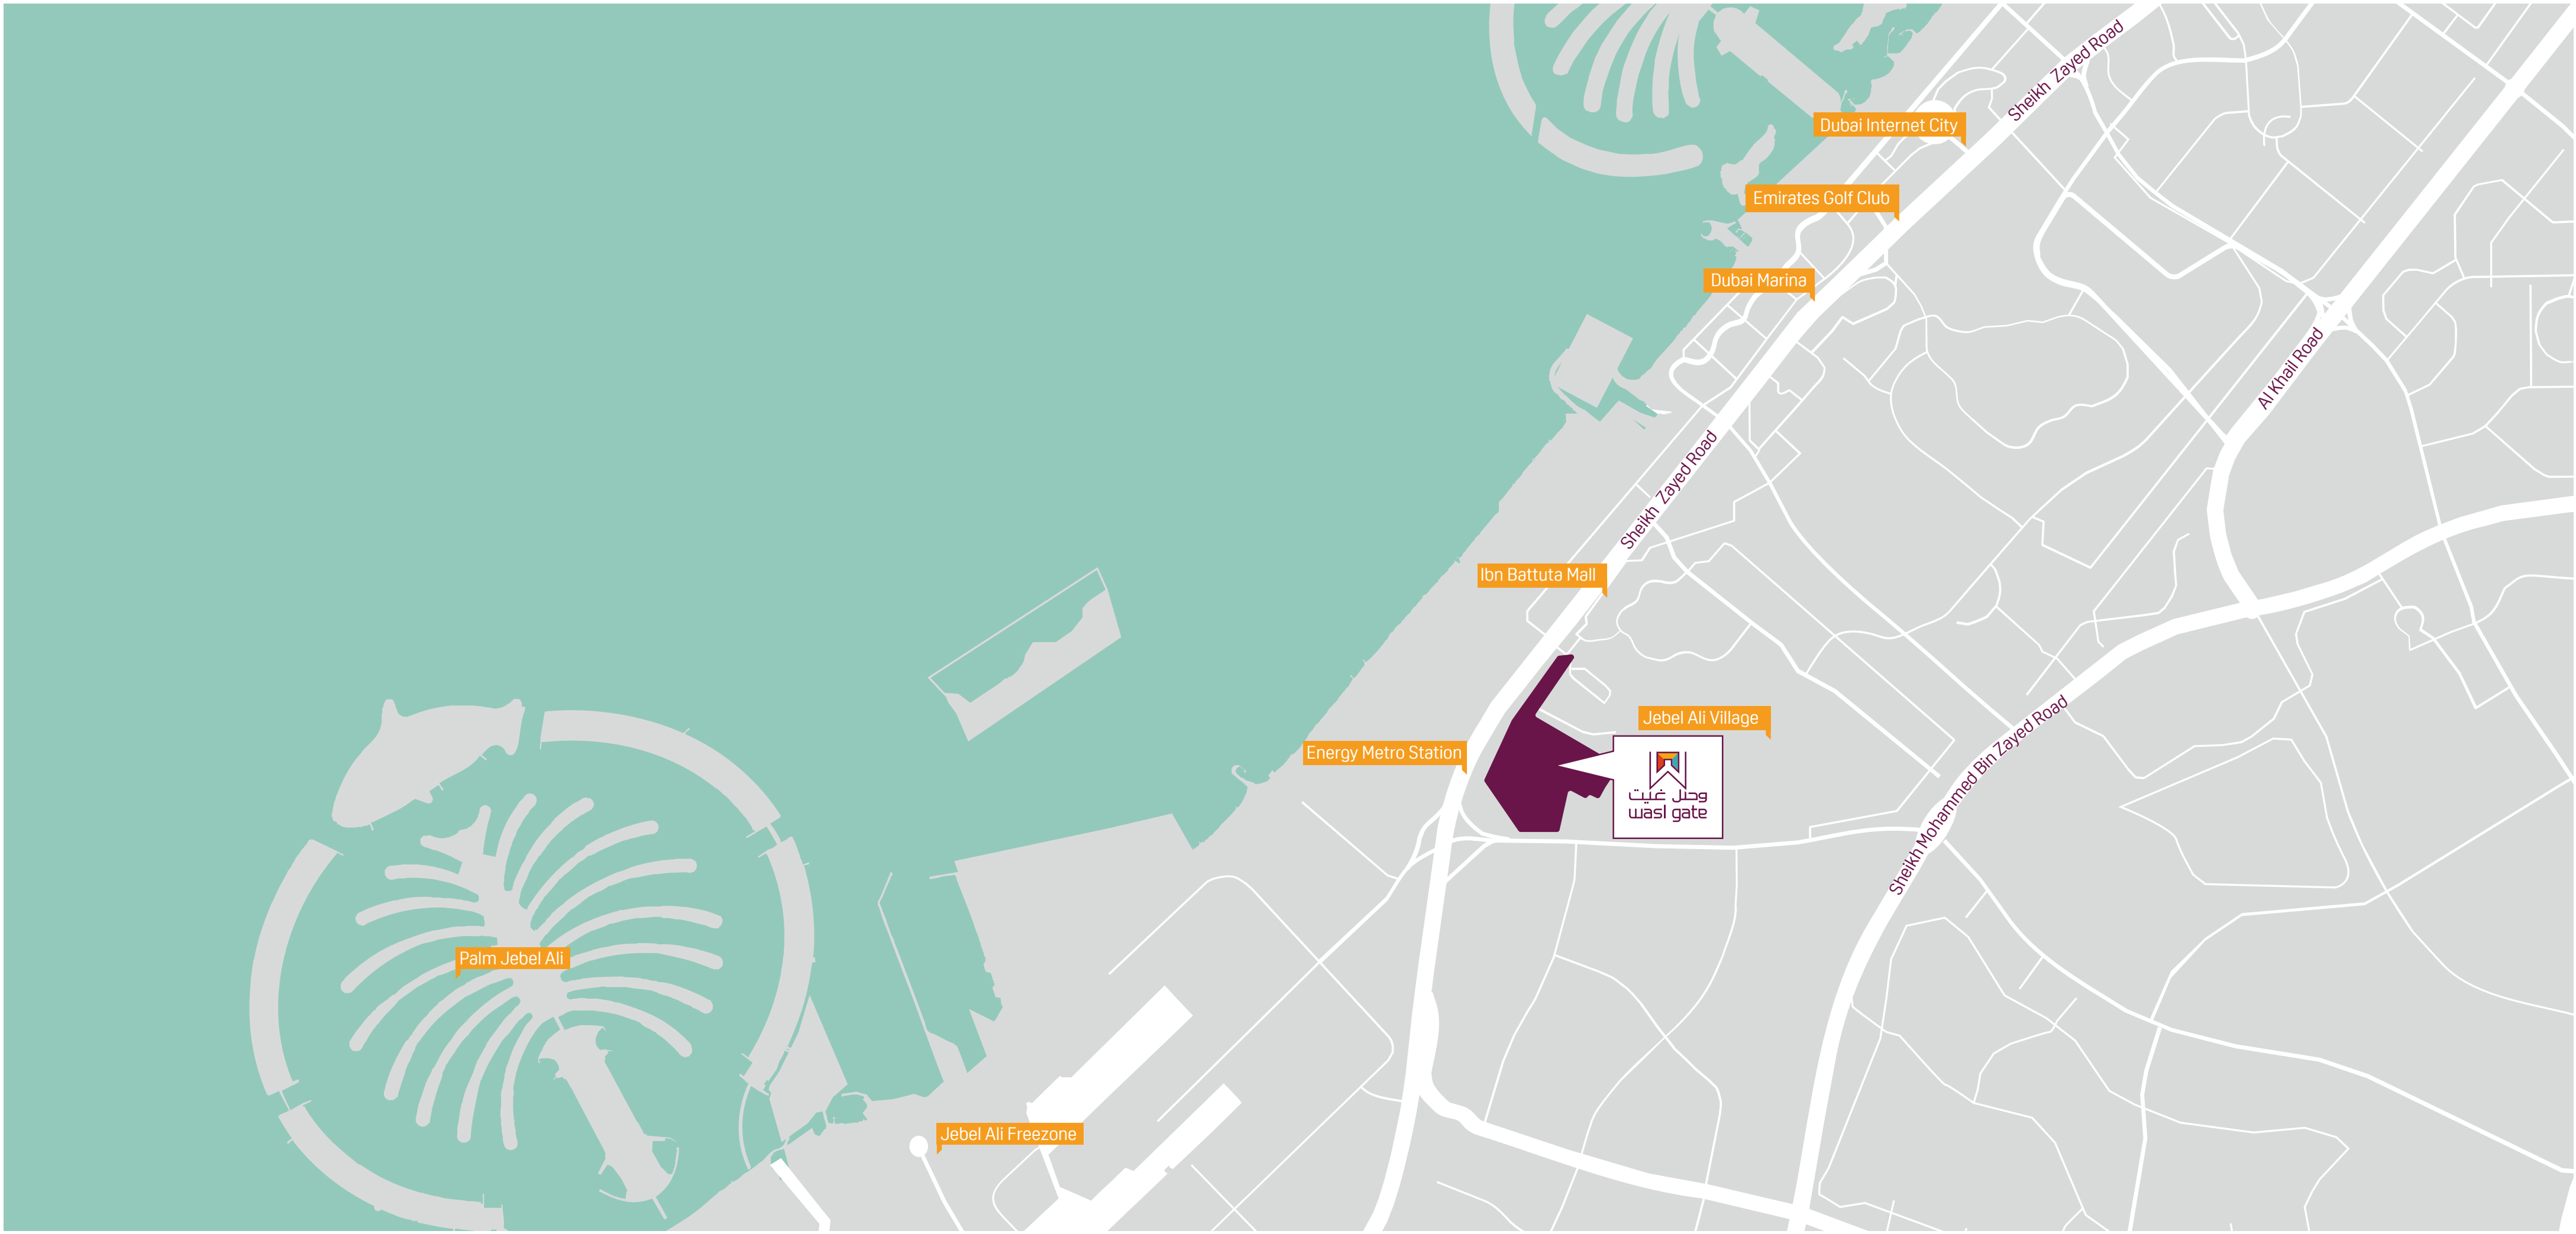 Sheikh Zayed Road
Dubai Internet City
Emirates Golf Club
Dubai Marina
Al Khail Road
Sheikh Zayed Road
Ibn Battuta Mall
Jebel Ali Village
Energy Metro Station
Sheikh Mohammed Bin Zayed Road
وصل غيت
wasl gate
Palm Jebel Ali
Jebel Ali Freezone